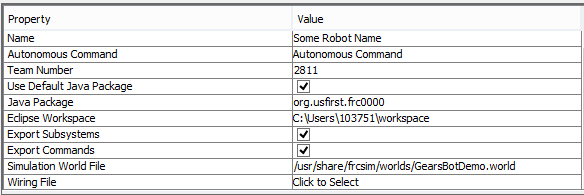 Property Value
Name Some Robot Name
Autonomous Command Autonomous Command
Team Number 2811
Use Default Java Package
Java Package org.usfirst.frc0000
Eclipse Workspace C:\Users\103751\workspace
Export Subsystems
Export Commands
Simulation World File /usr/share/frcsim/worlds/GearsBotDemo.world
Wiring File Click to Select